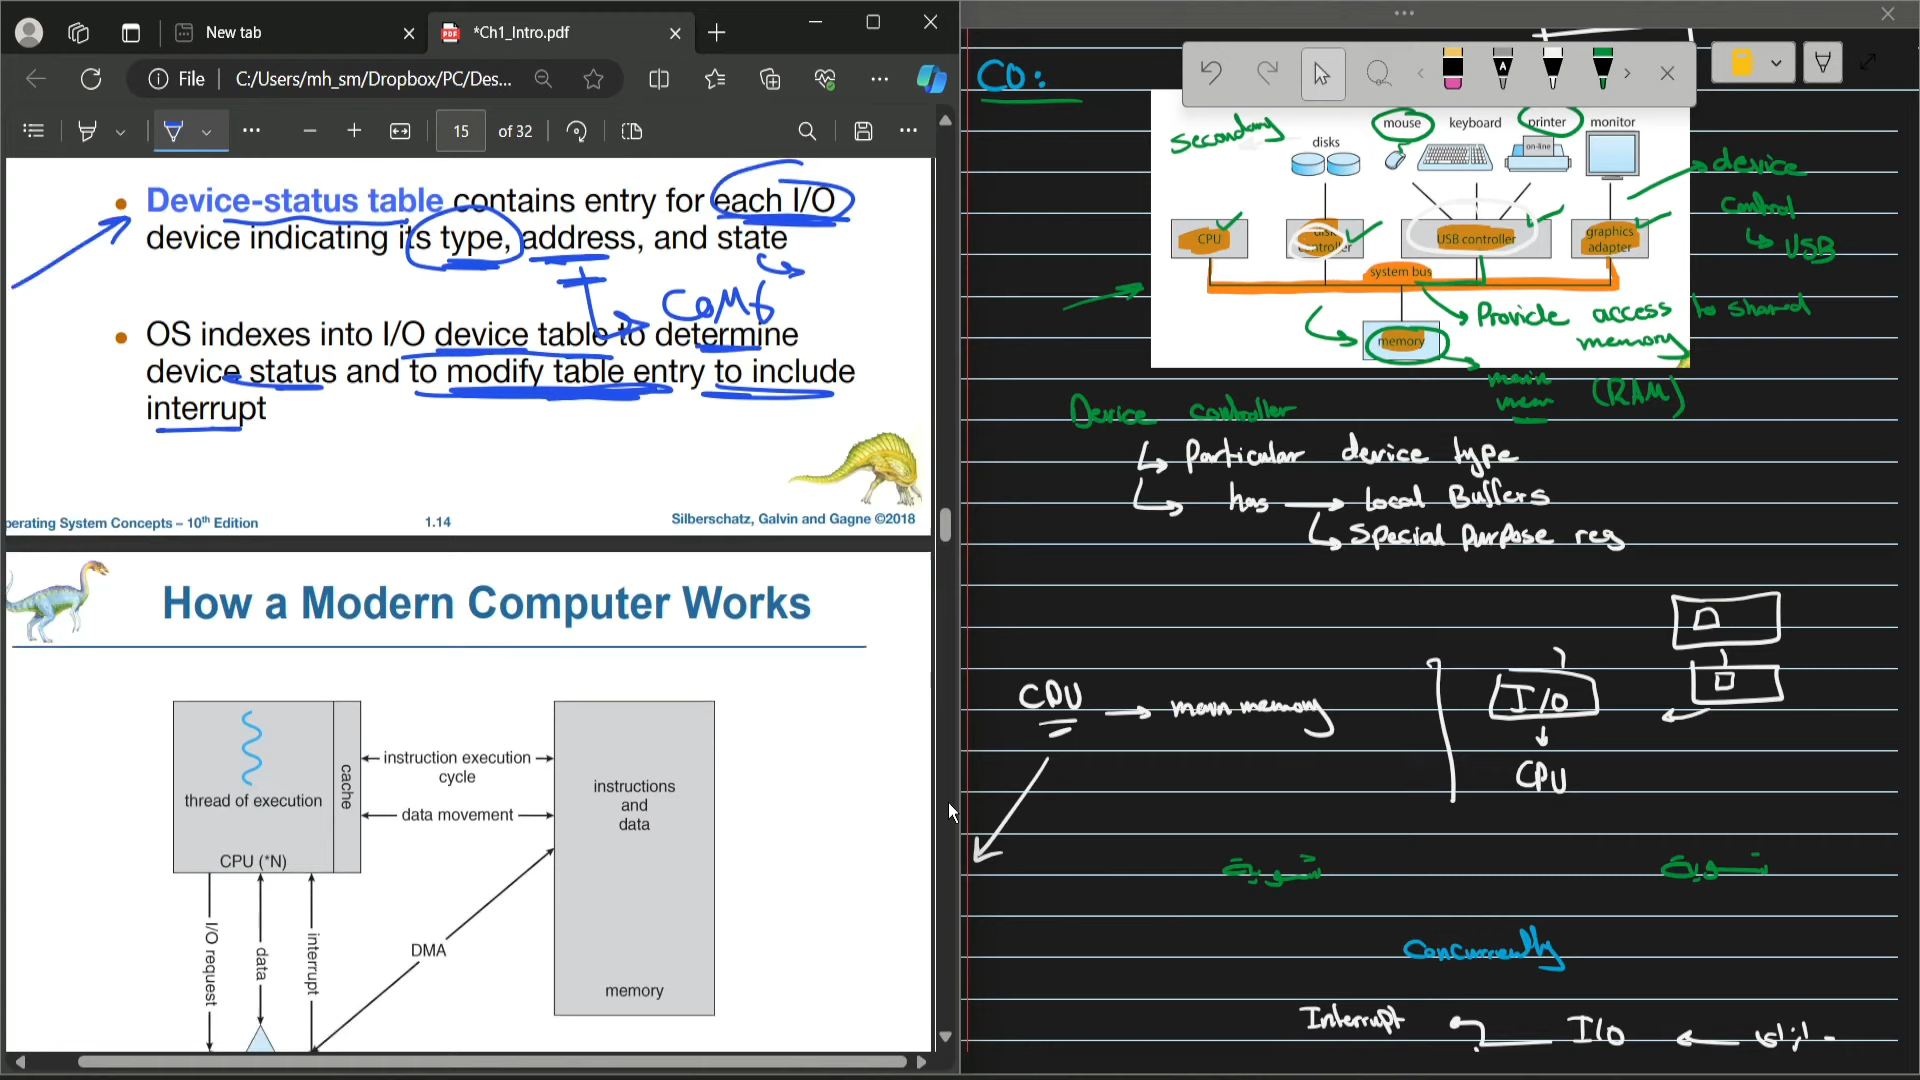 New tab
*Ch1_Intro.pdf
File
C:/Users/mh_sm/Dropbox/PC/Des...
15 of 32
Device-status table contains entry for each I/O
device indicating its type, address, and state
COM6
OS indexes into I/O device table to determine
device status and to modify table entry to include
interrupt
perating System Concepts – 10th Edition
1.14
Silberschatz, Galvin and Gagne ©2018
How a Modern Computer Works
thread of execution
cache
CPU (*N)
instruction execution
cycle
data movement
instructions
and
data
memory
DMA
I/O request
data
interrupt
CO:
A
secondary
mouse
keyboard
printer
monitor
disks
on-line
CPU
disk
controller
USB controller
graphics
adapter
system bus
memory
device
control
USB
Provide access to shared
memory
main
mem
(RAM)
Device controller
Particular device type
has
Local Buffers
Special Purpose reg
CPU
main memory
I/O
CPU
Concurrently
Interrupt
I/O